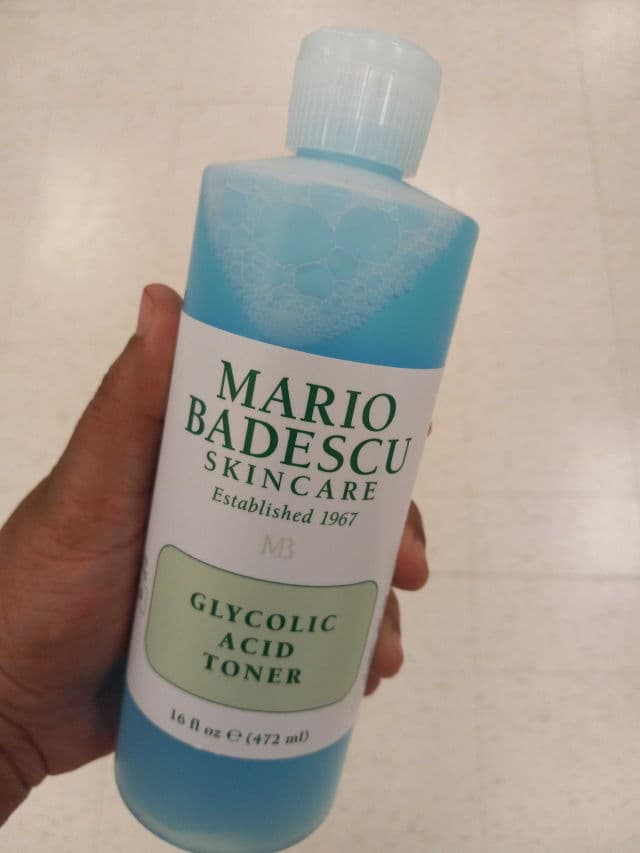 MARIO
BADESCU
SKINCARE
Established 1967
MB
GLYCOLIC
ACID
TONER
16 fl oz ℮ (472 ml)